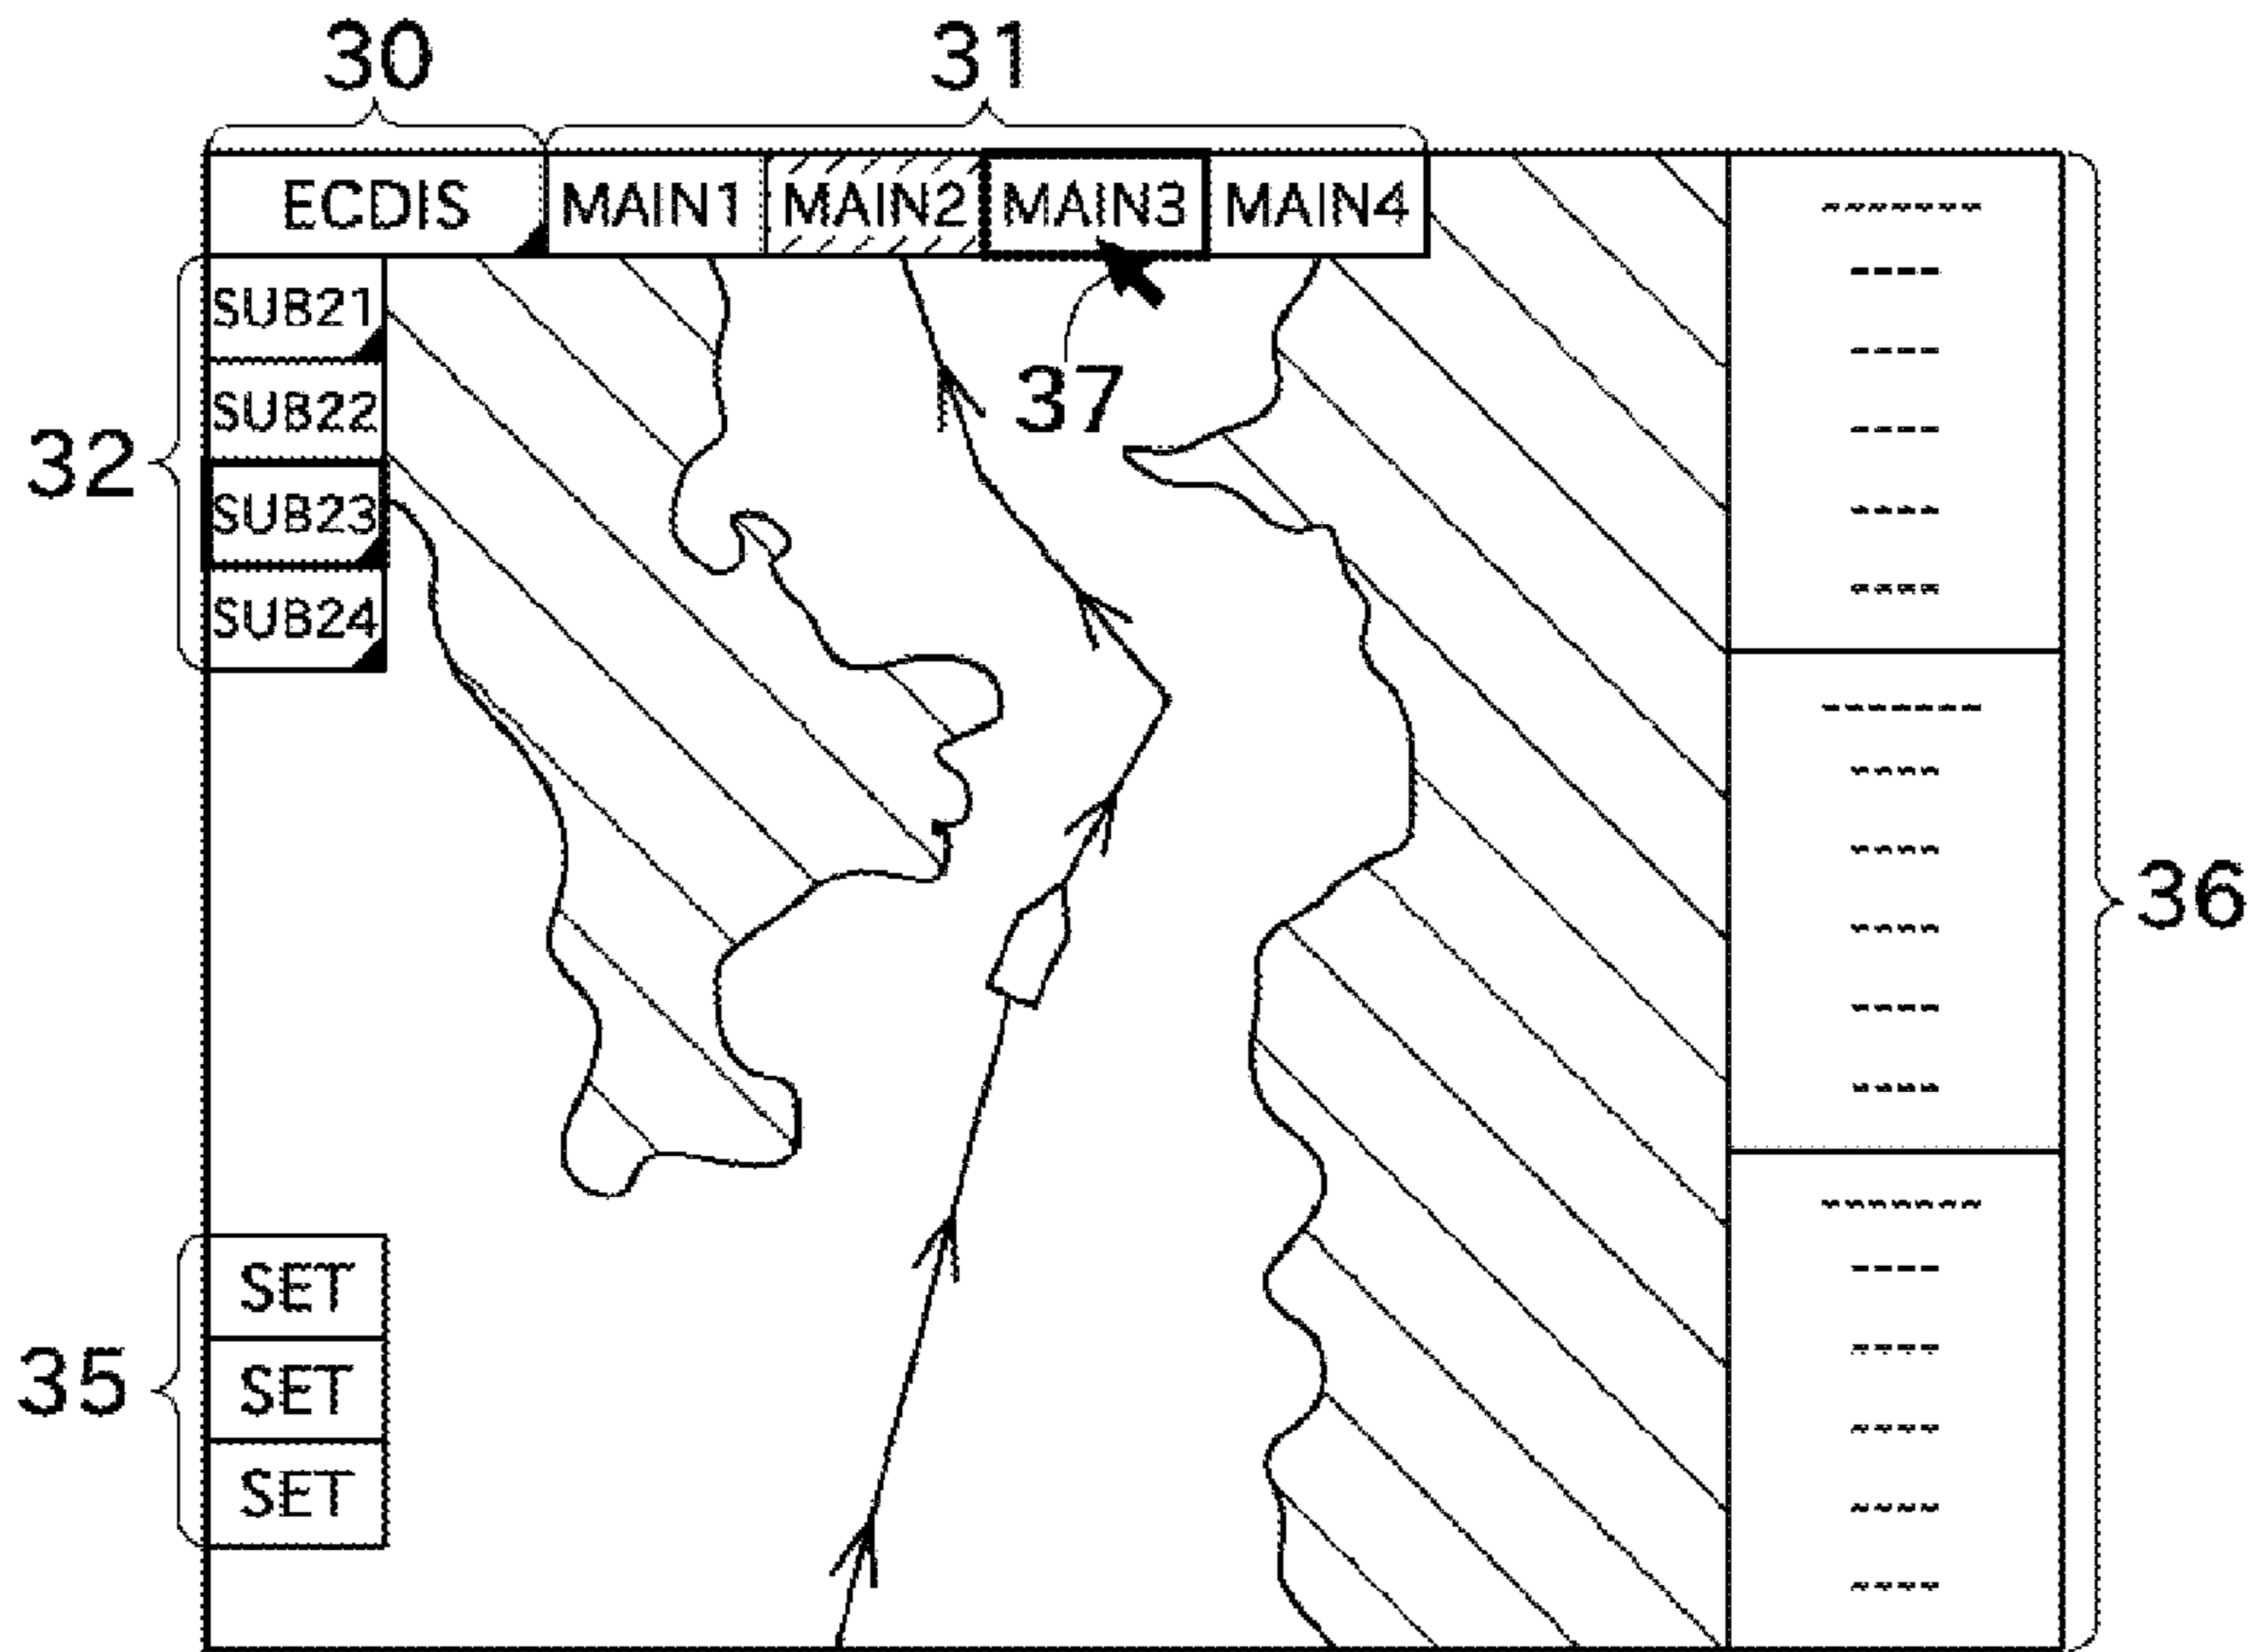 30 31
ECDIS MAIN1 MAIN2 MAIN3 MAIN4
SUB21
SUB22
SUB23
SUB24
32
37
36
SET
SET
SET
35